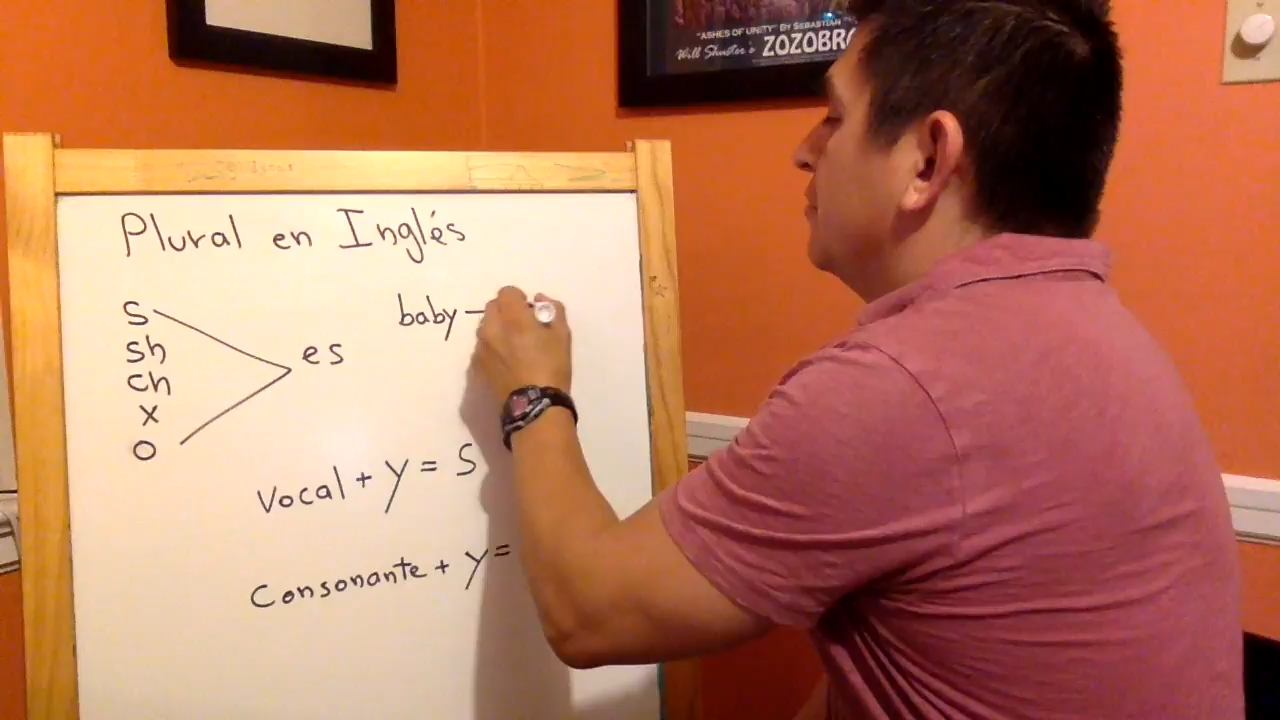 "ASHES OF UNITY" BY SEBASTIAN
Will Shuster's ZOZOBRA
Plural en Inglés
S
sh
ch
x
o
es
baby –
Vocal + y = S
Consonante + y =